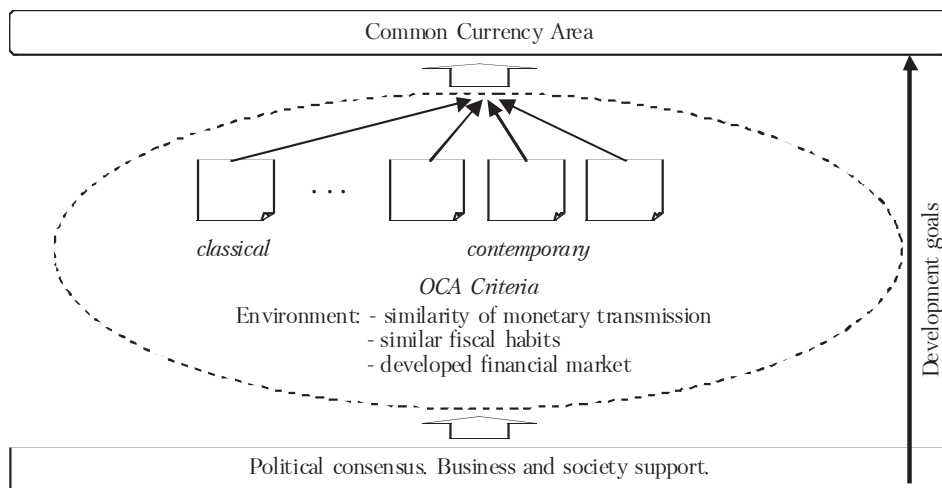 Common Currency Area
. . .
classical
contemporary
OCA Criteria
Environment: - similarity of monetary transmission
- similar fiscal habits
- developed financial market
Development goals
Political consensus. Business and society support.